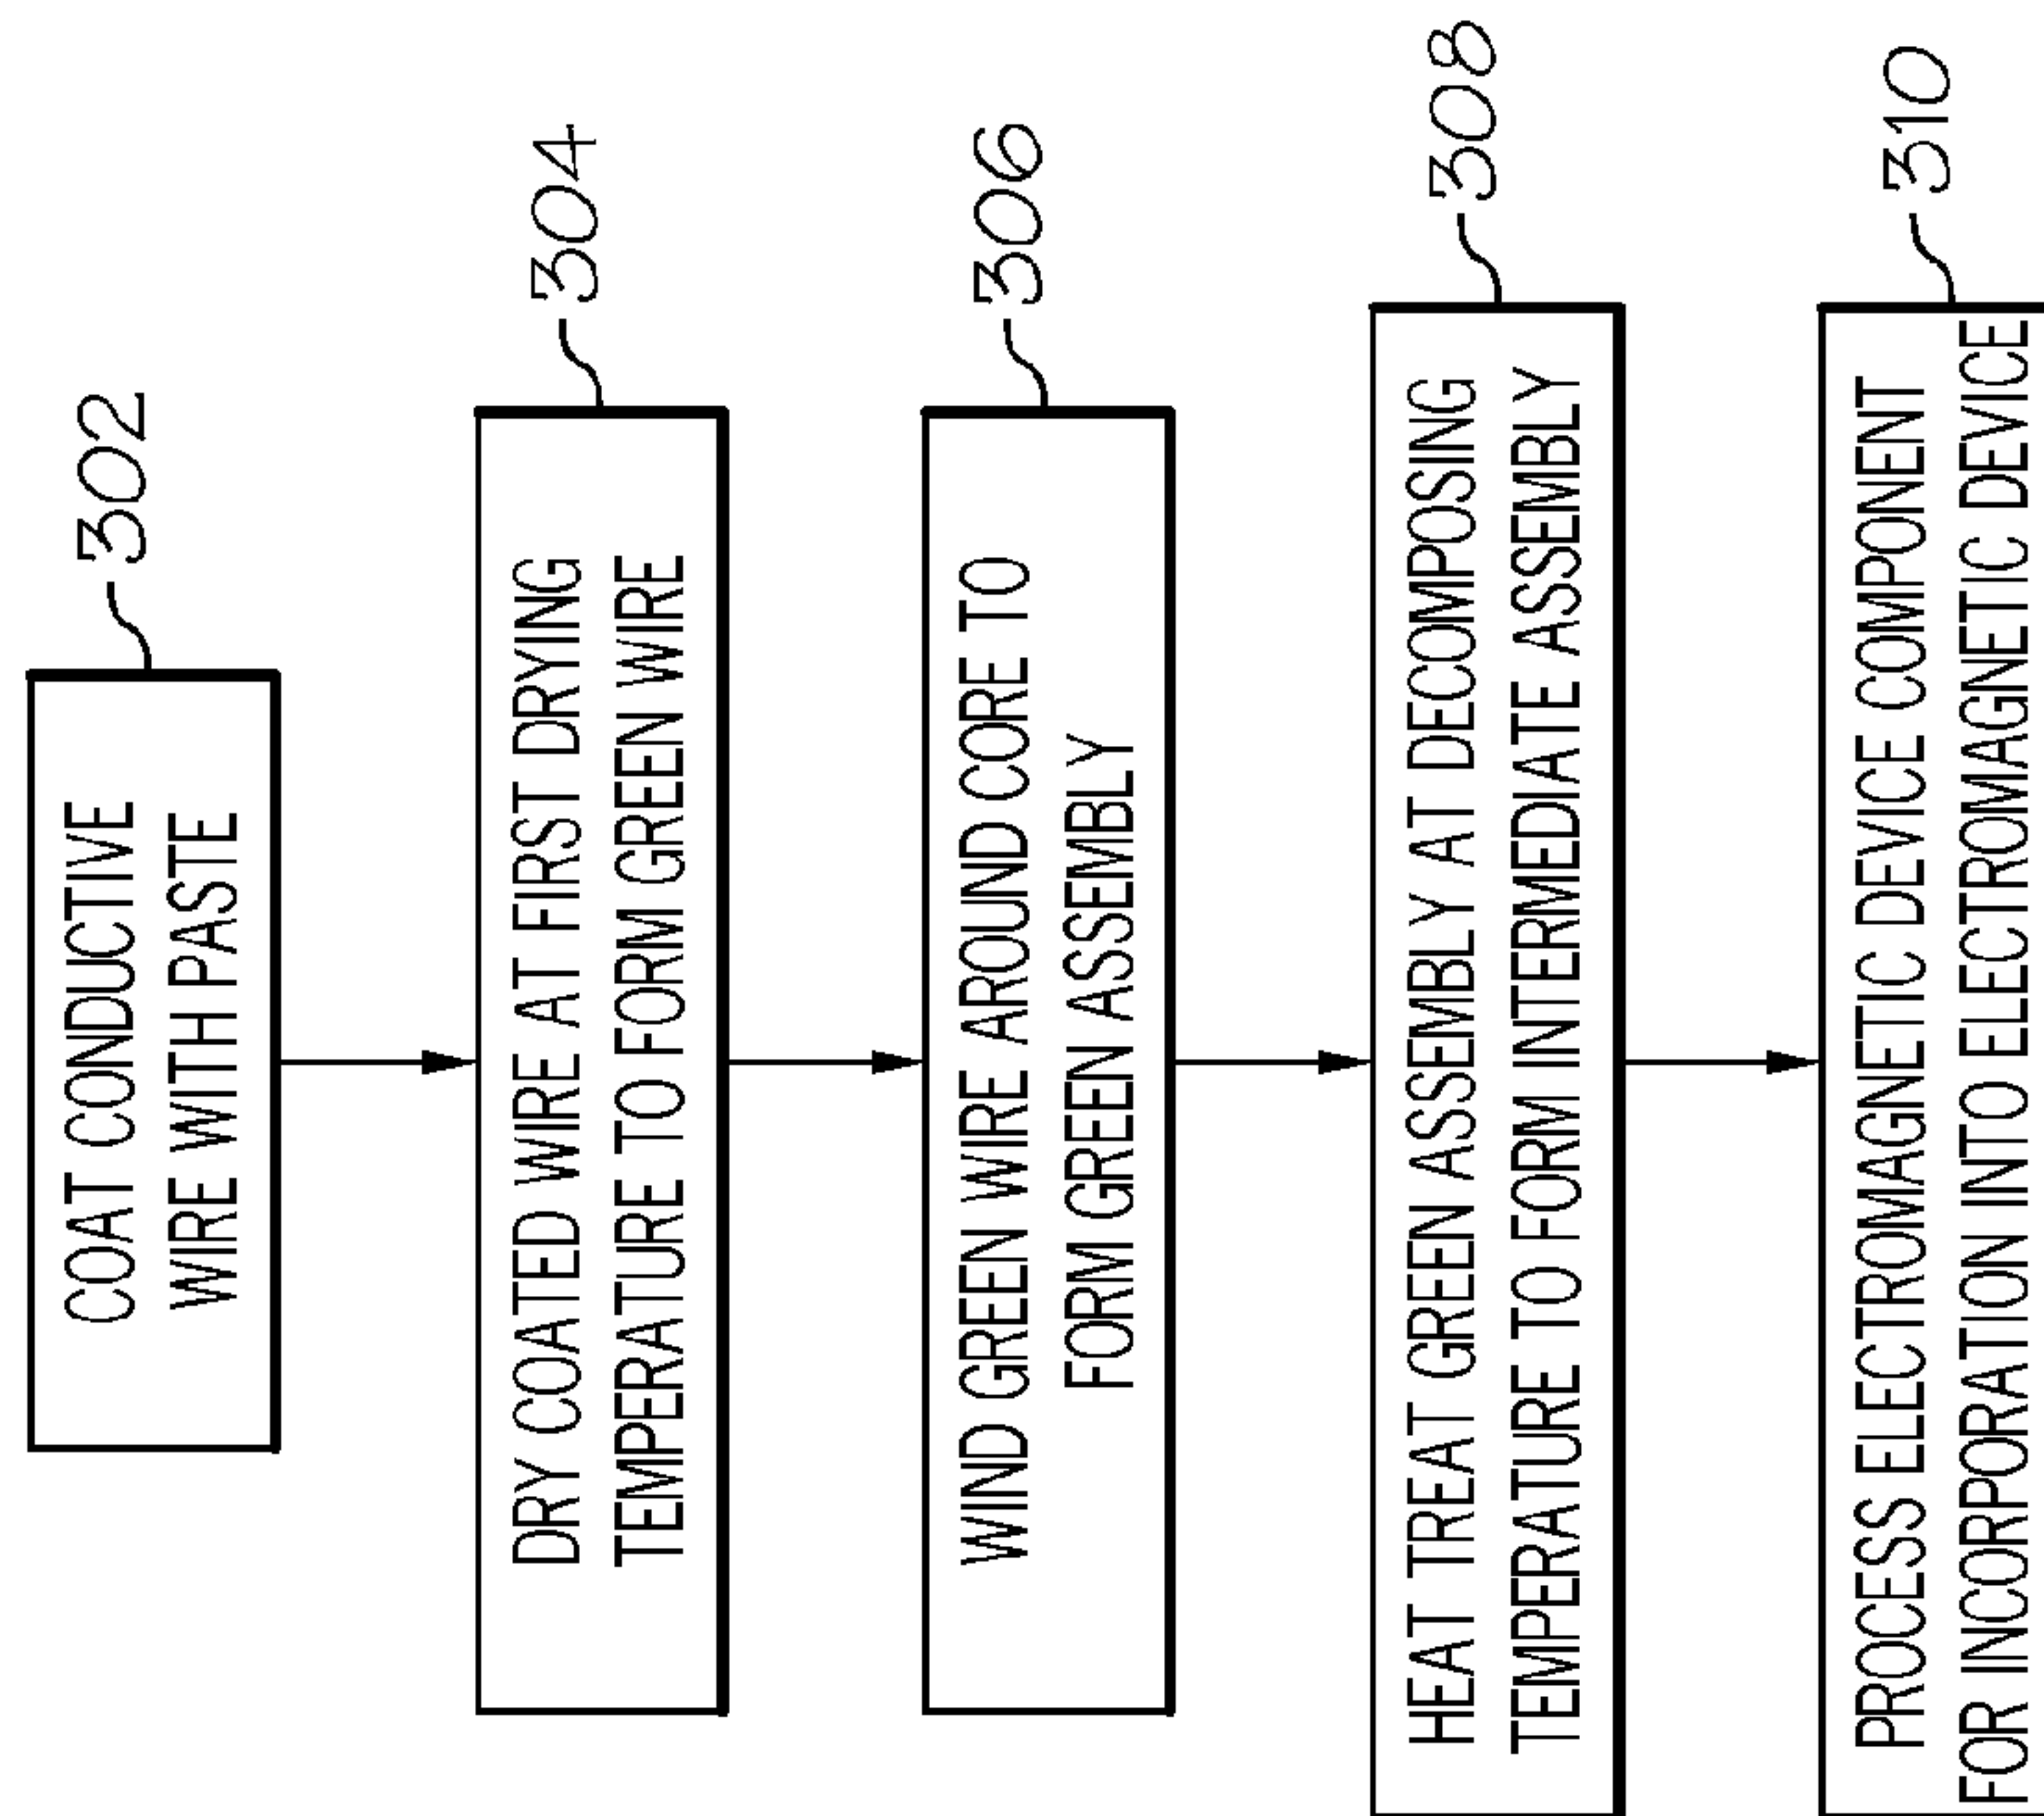 302
COAT CONDUCTIVE
WIRE WITH PASTE
304
DRY COATED WIRE AT FIRST DRYING
TEMPERATURE TO FORM GREEN WIRE
306
WIND GREEN WIRE AROUND CORE TO
FORM GREEN ASSEMBLY
308
HEAT TREAT GREEN ASSEMBLY AT DECOMPOSING
TEMPERATURE TO FORM INTERMEDIATE ASSEMBLY
310
PROCESS ELECTROMAGNETIC DEVICE COMPONENT
FOR INCORPORATION INTO ELECTROMAGNETIC DEVICE